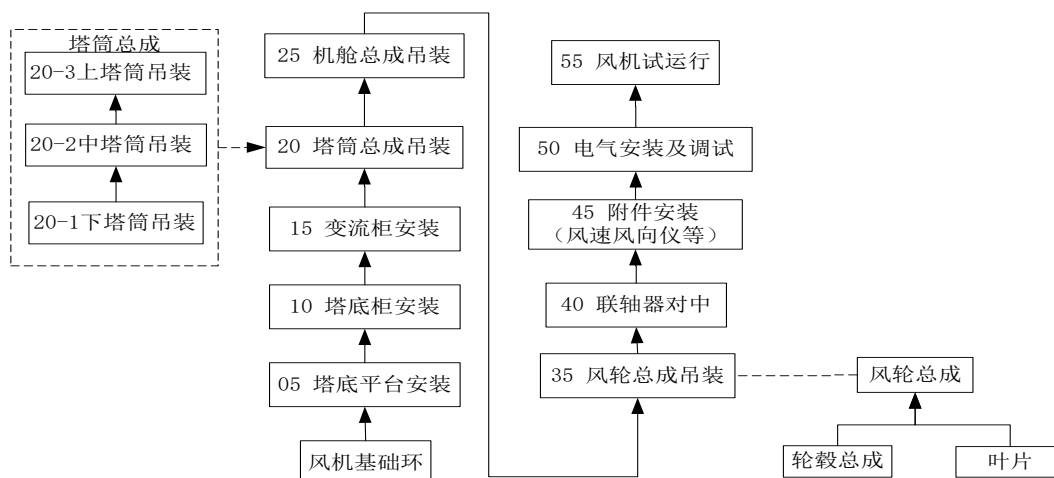 塔筒总成
20-3上塔筒吊装
20-2中塔筒吊装
20-1下塔筒吊装
25 机舱总成吊装
20 塔筒总成吊装
15 变流柜安装
10 塔底柜安装
05 塔底平台安装
风机基础环
55 风机试运行
50 电气安装及调试
45 附件安装
（风速风向仪等）
40 联轴器对中
35 风轮总成吊装
风轮总成
轮毂总成
叶片